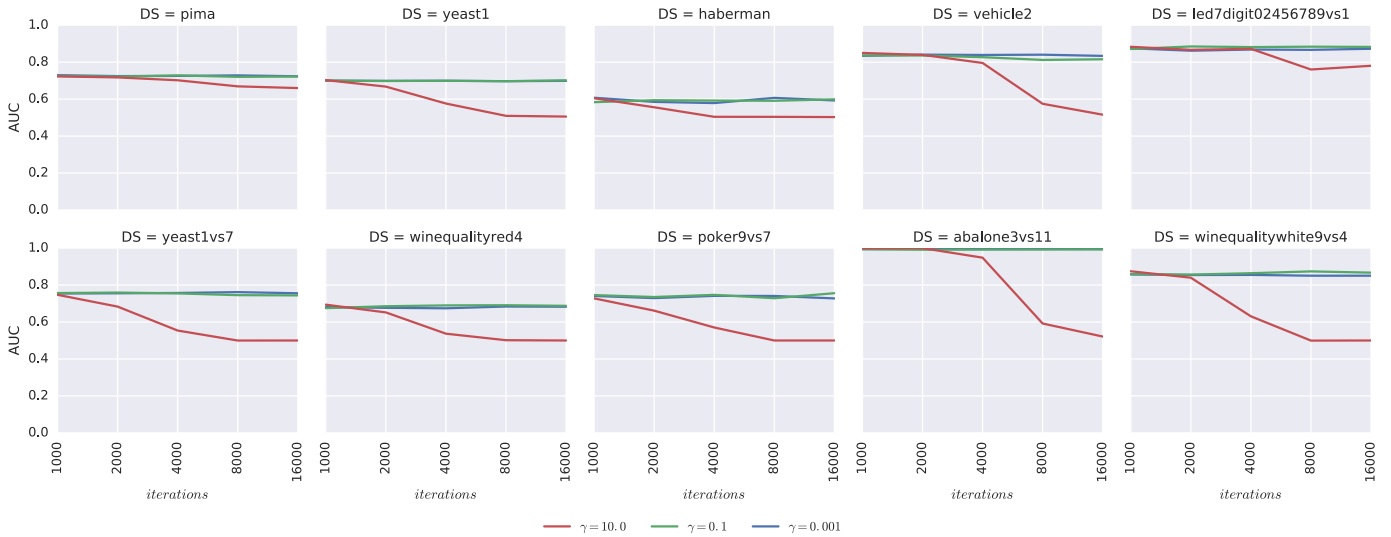 DS = pima
DS = yeast1
DS = haberman
DS = vehicle2
DS = led7digit02456789vs1
1.0
0.8
0.6
0.4
0.2
0.0
AUC
DS = yeast1vs7
DS = winequalityred4
DS = poker9vs7
DS = abalone3vs11
DS = winequalitywhite9vs4
1.0
0.8
0.6
0.4
0.2
0.0
AUC
1000 2000 4000 8000 16000
1000 2000 4000 8000 16000
1000 2000 4000 8000 16000
1000 2000 4000 8000 16000
1000 2000 4000 8000 16000
iterations
iterations
iterations
iterations
iterations
γ = 10.0
γ = 0.1
γ = 0.001